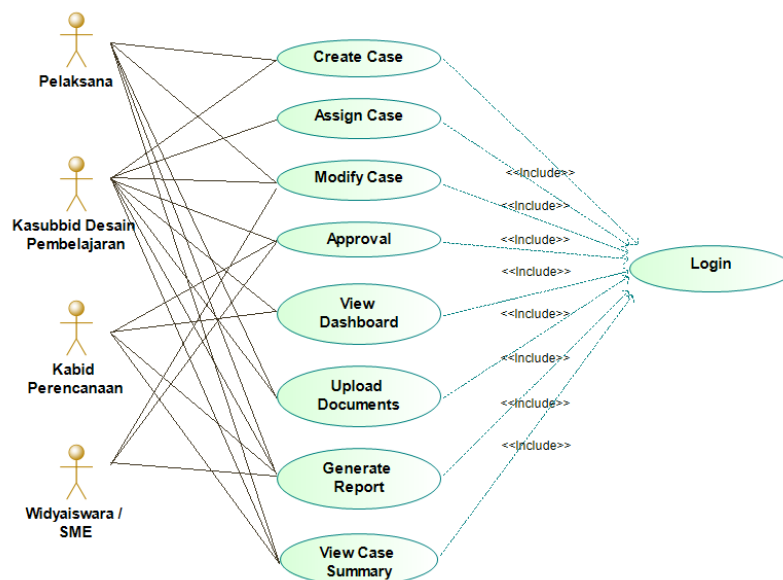 Pelaksana
Kasubbid Desain
Pembelajaran
Kabid
Perencanaan
Widyaiswara /
SME
Create Case
Assign Case
Modify Case
Approval
View
Dashboard
Upload
Documents
Generate
Report
View Case
Summary
<<Include>>
<<Include>>
<<Include>>
<<Include>>
<<Include>>
<<Include>>
<<Include>>
<<Include>>
Login